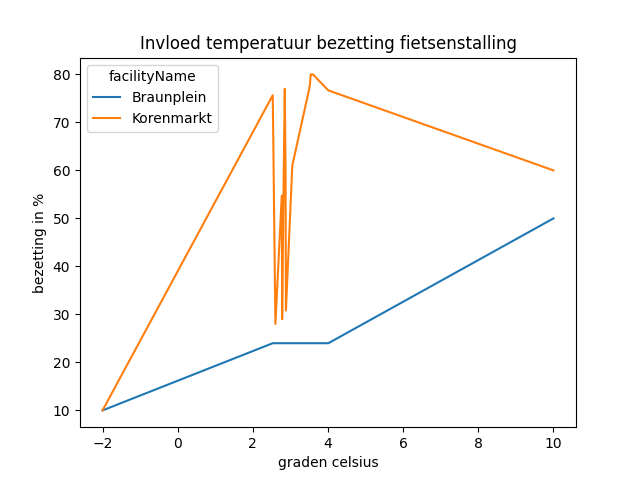 Invloed temperatuur bezetting fietsenstalling
facilityName
Braunplein
Korenmarkt
bezetting in %
80
70
60
50
40
30
20
10
−2
0
2
4
6
8
10
graden celsius